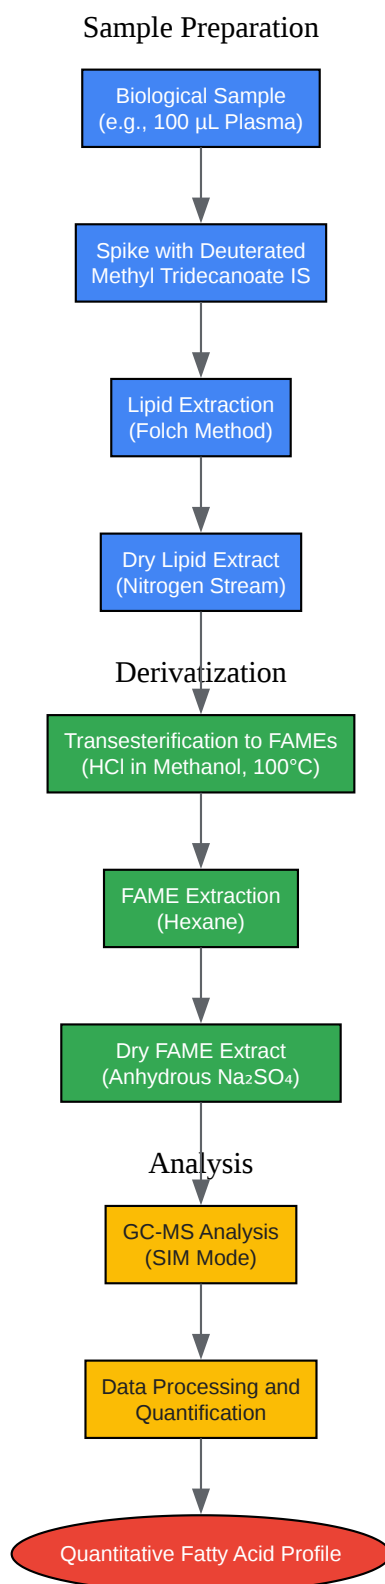 Sample Preparation
Biological Sample
(e.g., 100 µL Plasma)
Spike with Deuterated
Methyl Tridecanoate IS
Lipid Extraction
(Folch Method)
Dry Lipid Extract
(Nitrogen Stream)
Derivatization
Transesterification to FAMEs
(HCl in Methanol, 100°C)
FAME Extraction
(Hexane)
Dry FAME Extract
(Anhydrous Na₂SO₄)
Analysis
GC-MS Analysis
(SIM Mode)
Data Processing and
Quantification
Quantitative Fatty Acid Profile